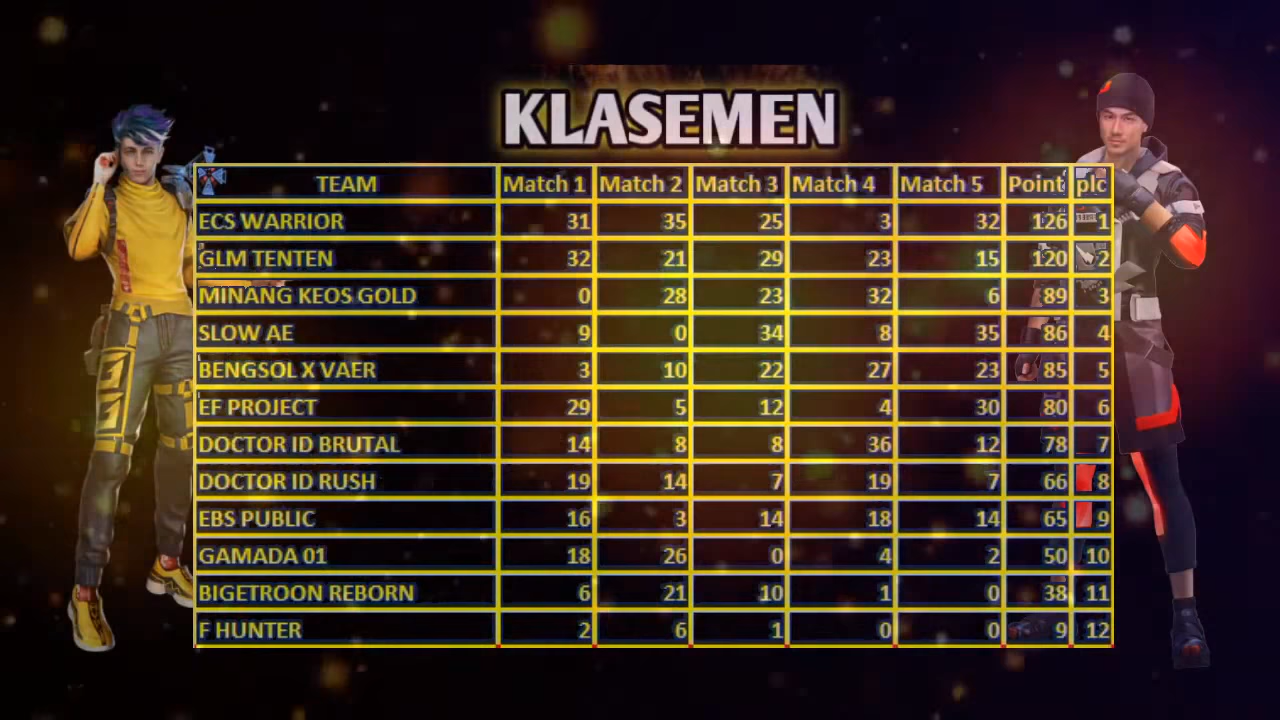 KLASEMEN
TEAM Match 1 Match 2 Match 3 Match 4 Match 5 Point plc
ECS WARRIOR 31 35 25 3 32 126 1
GLM TENTEN 32 21 29 23 15 120 2
MINANG KEOS GOLD 0 28 23 32 6 89 3
SLOW AE 9 0 34 8 35 86 4
BENGSOL X VAER 3 10 22 27 23 85 5
EF PROJECT 29 5 12 4 30 80 6
DOCTOR ID BRUTAL 14 8 8 36 12 78 7
DOCTOR ID RUSH 19 14 7 19 7 66 8
EBS PUBLIC 16 3 14 18 14 65 9
GAMADA 01 18 26 0 4 2 50 10
BIGETROON REBORN 6 21 10 1 0 38 11
F HUNTER 2 6 1 0 0 9 12